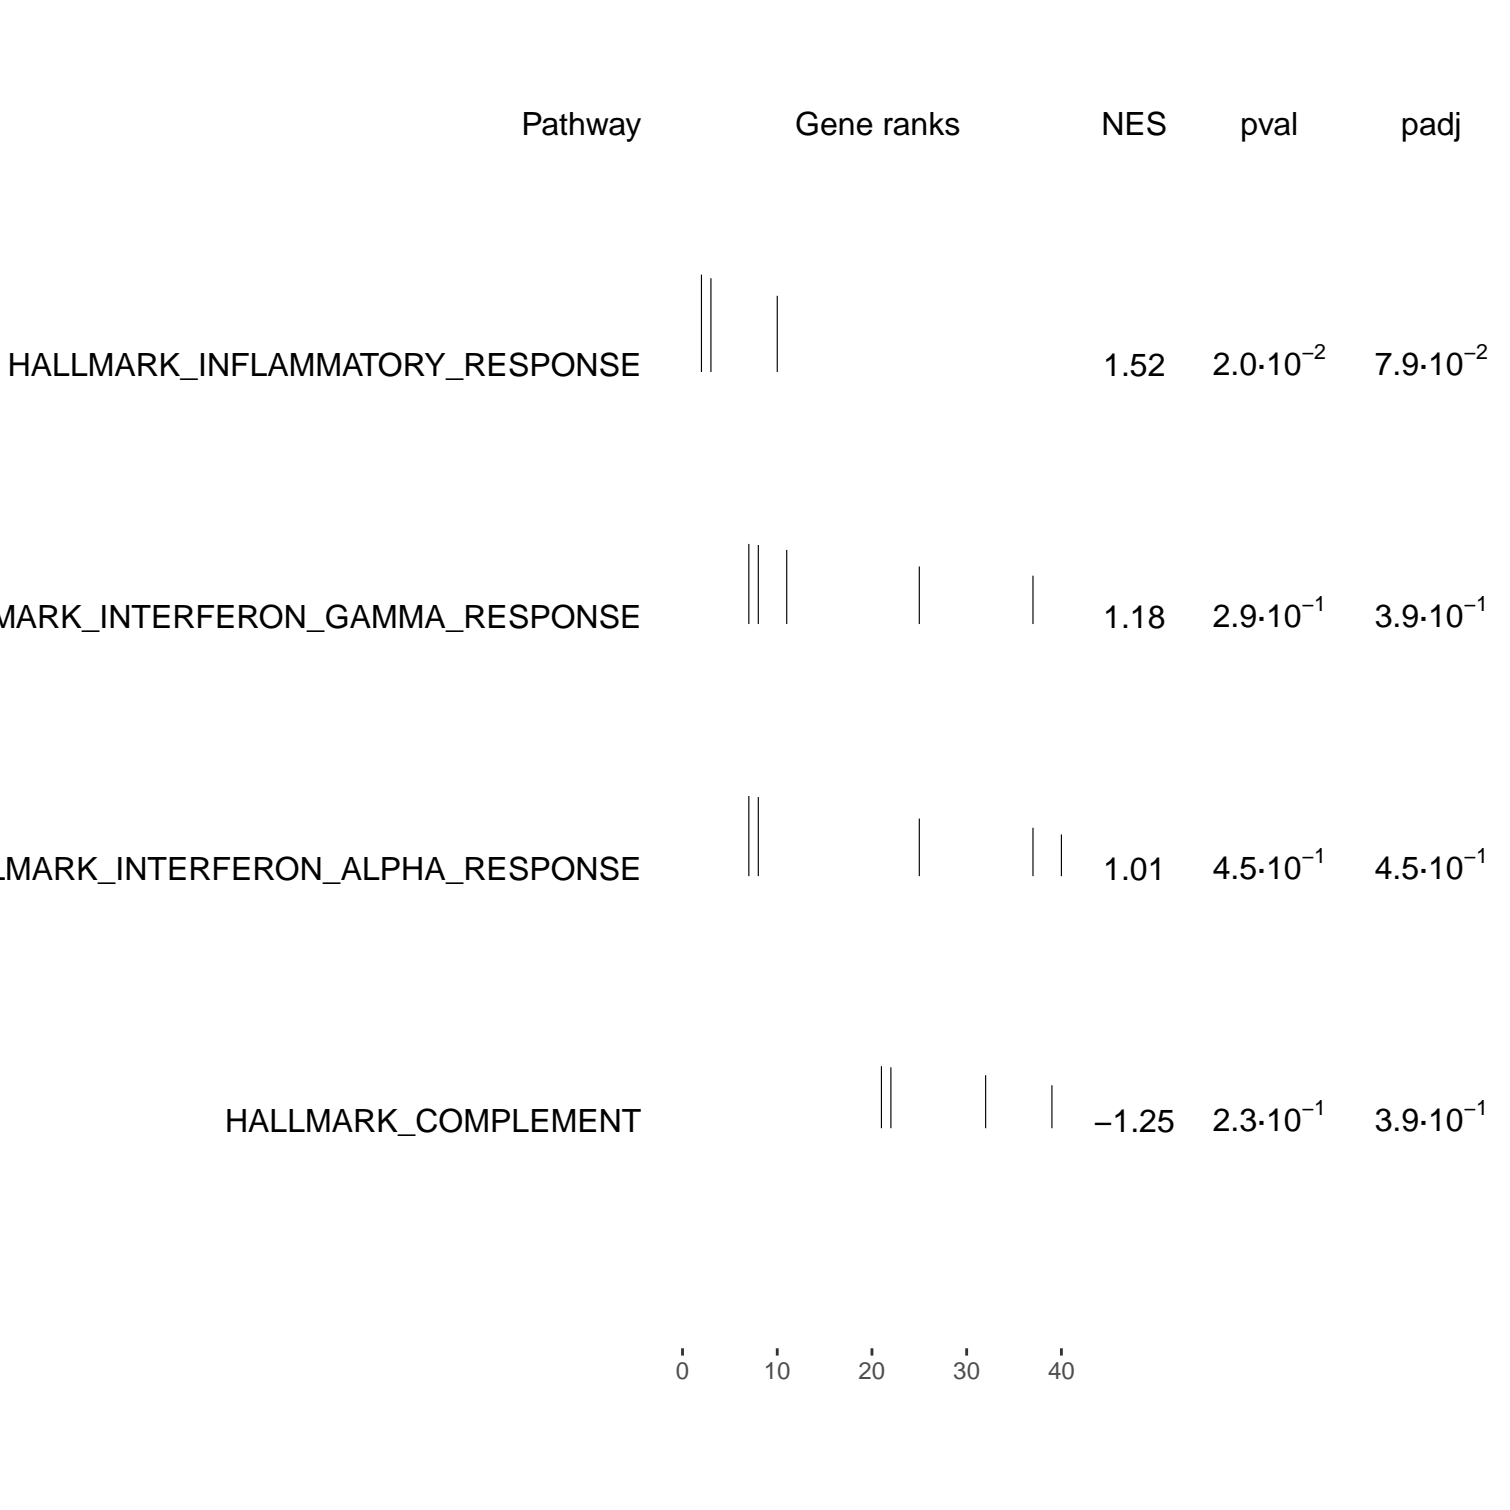 Pathway Gene ranks NES pval padj
HALLMARK_INFLAMMATORY_RESPONSE 1.52 2.0·10⁻² 7.9·10⁻²
MARK_INTERFERON_GAMMA_RESPONSE 1.18 2.9·10⁻¹ 3.9·10⁻¹
LMARK_INTERFERON_ALPHA_RESPONSE 1.01 4.5·10⁻¹ 4.5·10⁻¹
HALLMARK_COMPLEMENT −1.25 2.3·10⁻¹ 3.9·10⁻¹
0 10 20 30 40